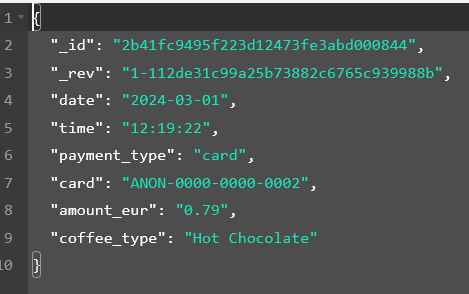 1 {
2 "_id": "2b41fc9495f223d12473fe3abd000844",
3 "_rev": "1-112de31c99a25b73882c6765c939988b",
4 "date": "2024-03-01",
5 "time": "12:19:22",
6 "payment_type": "card",
7 "card": "ANON-0000-0000-0002",
8 "amount_eur": "0.79",
9 "coffee_type": "Hot Chocolate"
10 }